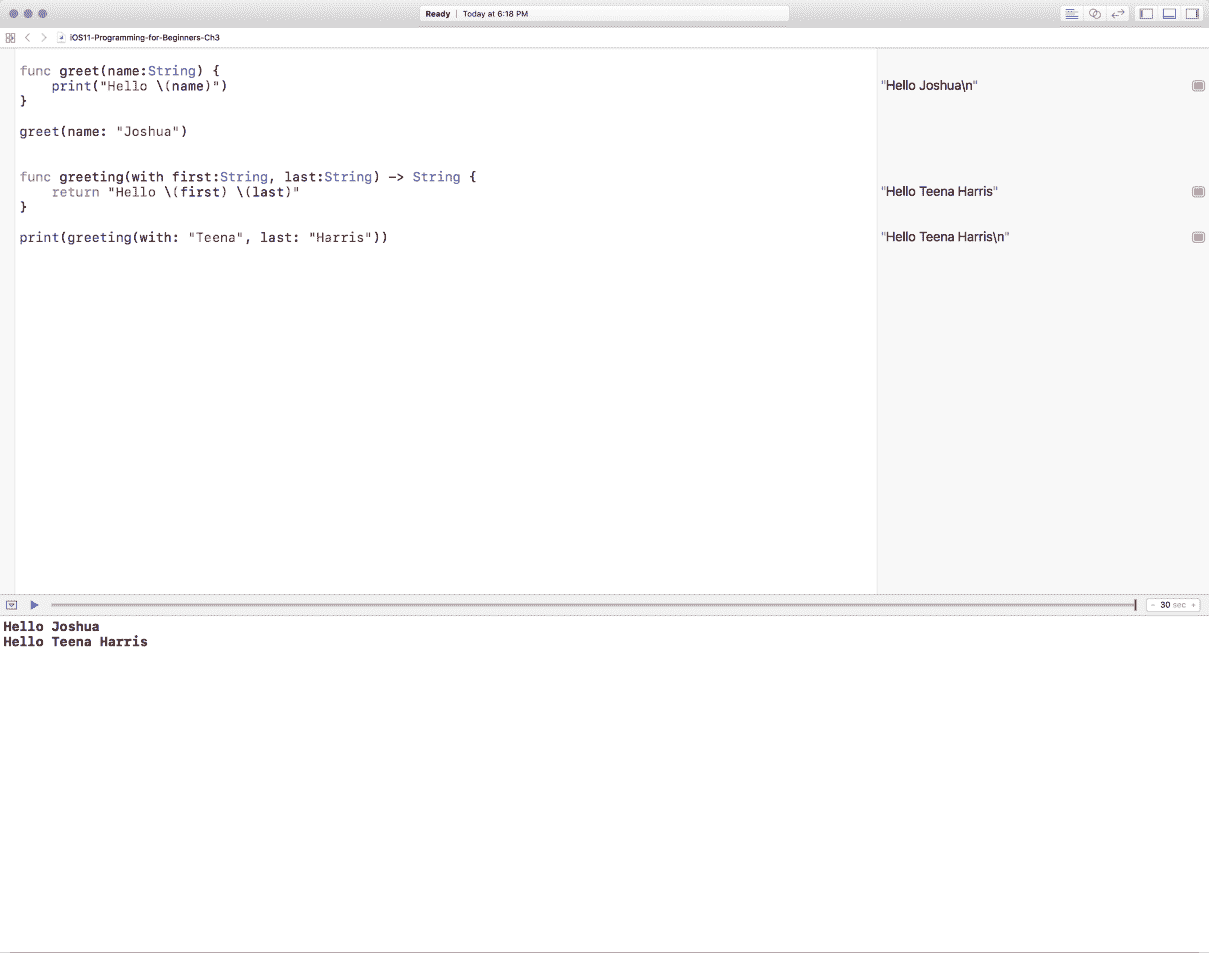 Ready | Today at 6:18 PM
iOS11-Programming-for-Beginners-Ch3
func greet(name:String) {
    print("Hello \(name)")
}
greet(name: "Joshua")
func greeting(with first:String, last:String) -> String {
    return "Hello \(first) \(last)"
}
print(greeting(with: "Teena", last: "Harris"))
"Hello Joshua\n"
"Hello Teena Harris"
"Hello Teena Harris\n"
- 30 sec +
Hello Joshua
Hello Teena Harris